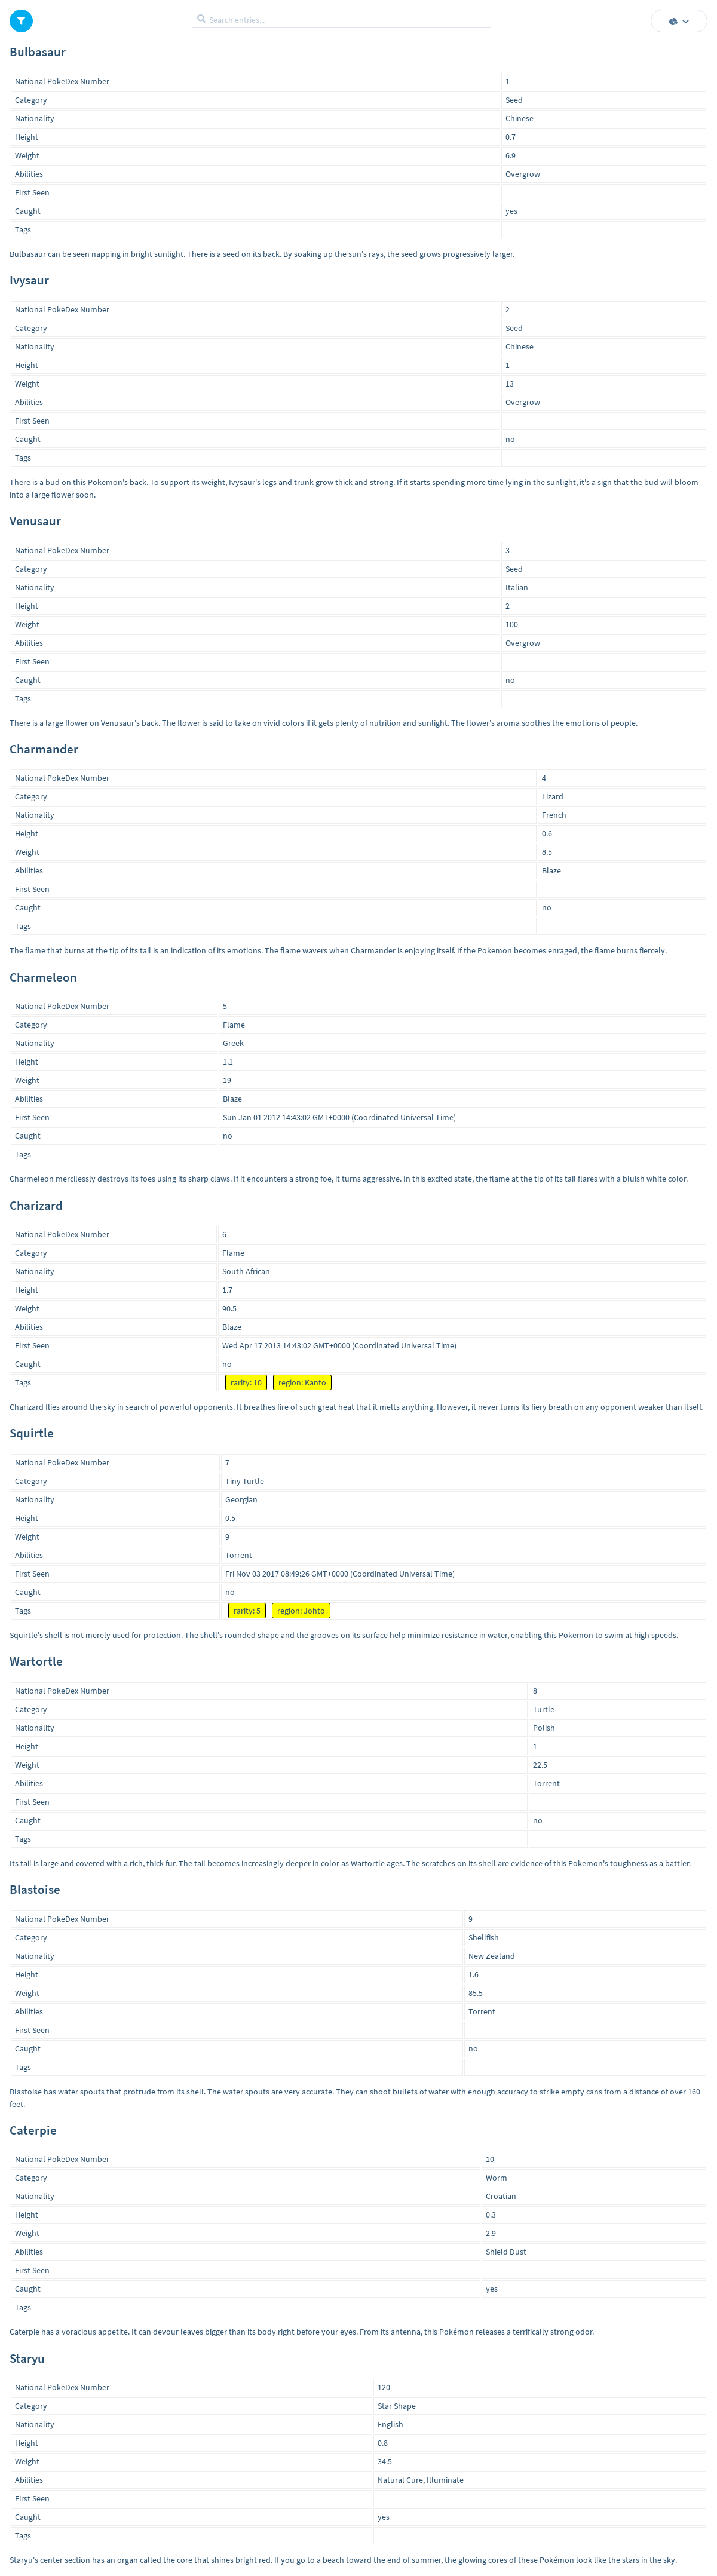 Search entries...
Bulbasaur
National PokeDex Number 1
Category Seed
Nationality Chinese
Height 0.7
Weight 6.9
Abilities Overgrow
First Seen
Caught yes
Tags
Bulbasaur can be seen napping in bright sunlight. There is a seed on its back. By soaking up the sun's rays, the seed grows progressively larger.
Ivysaur
National PokeDex Number 2
Category Seed
Nationality Chinese
Height 1
Weight 13
Abilities Overgrow
First Seen
Caught no
Tags
There is a bud on this Pokemon's back. To support its weight, Ivysaur's legs and trunk grow thick and strong. If it starts spending more time lying in the sunlight, it's a sign that the bud will bloom
into a large flower soon.
Venusaur
National PokeDex Number 3
Category Seed
Nationality Italian
Height 2
Weight 100
Abilities Overgrow
First Seen
Caught no
Tags
There is a large flower on Venusaur's back. The flower is said to take on vivid colors if it gets plenty of nutrition and sunlight. The flower's aroma soothes the emotions of people.
Charmander
National PokeDex Number 4
Category Lizard
Nationality French
Height 0.6
Weight 8.5
Abilities Blaze
First Seen
Caught no
Tags
The flame that burns at the tip of its tail is an indication of its emotions. The flame wavers when Charmander is enjoying itself. If the Pokemon becomes enraged, the flame burns fiercely.
Charmeleon
National PokeDex Number 5
Category Flame
Nationality Greek
Height 1.1
Weight 19
Abilities Blaze
First Seen Sun Jan 01 2012 14:43:02 GMT+0000 (Coordinated Universal Time)
Caught no
Tags
Charmeleon mercilessly destroys its foes using its sharp claws. If it encounters a strong foe, it turns aggressive. In this excited state, the flame at the tip of its tail flares with a bluish white color.
Charizard
National PokeDex Number 6
Category Flame
Nationality South African
Height 1.7
Weight 90.5
Abilities Blaze
First Seen Wed Apr 17 2013 14:43:02 GMT+0000 (Coordinated Universal Time)
Caught no
Tags rarity: 10 region: Kanto
Charizard flies around the sky in search of powerful opponents. It breathes fire of such great heat that it melts anything. However, it never turns its fiery breath on any opponent weaker than itself.
Squirtle
National PokeDex Number 7
Category Tiny Turtle
Nationality Georgian
Height 0.5
Weight 9
Abilities Torrent
First Seen Fri Nov 03 2017 08:49:26 GMT+0000 (Coordinated Universal Time)
Caught no
Tags rarity: 5 region: Johto
Squirtle's shell is not merely used for protection. The shell's rounded shape and the grooves on its surface help minimize resistance in water, enabling this Pokemon to swim at high speeds.
Wartortle
National PokeDex Number 8
Category Turtle
Nationality Polish
Height 1
Weight 22.5
Abilities Torrent
First Seen
Caught no
Tags
Its tail is large and covered with a rich, thick fur. The tail becomes increasingly deeper in color as Wartortle ages. The scratches on its shell are evidence of this Pokemon's toughness as a battler.
Blastoise
National PokeDex Number 9
Category Shellfish
Nationality New Zealand
Height 1.6
Weight 85.5
Abilities Torrent
First Seen
Caught no
Tags
Blastoise has water spouts that protrude from its shell. The water spouts are very accurate. They can shoot bullets of water with enough accuracy to strike empty cans from a distance of over 160
feet.
Caterpie
National PokeDex Number 10
Category Worm
Nationality Croatian
Height 0.3
Weight 2.9
Abilities Shield Dust
First Seen
Caught yes
Tags
Caterpie has a voracious appetite. It can devour leaves bigger than its body right before your eyes. From its antenna, this Pokémon releases a terrifically strong odor.
Staryu
National PokeDex Number 120
Category Star Shape
Nationality English
Height 0.8
Weight 34.5
Abilities Natural Cure, Illuminate
First Seen
Caught yes
Tags
Staryu's center section has an organ called the core that shines bright red. If you go to a beach toward the end of summer, the glowing cores of these Pokémon look like the stars in the sky.